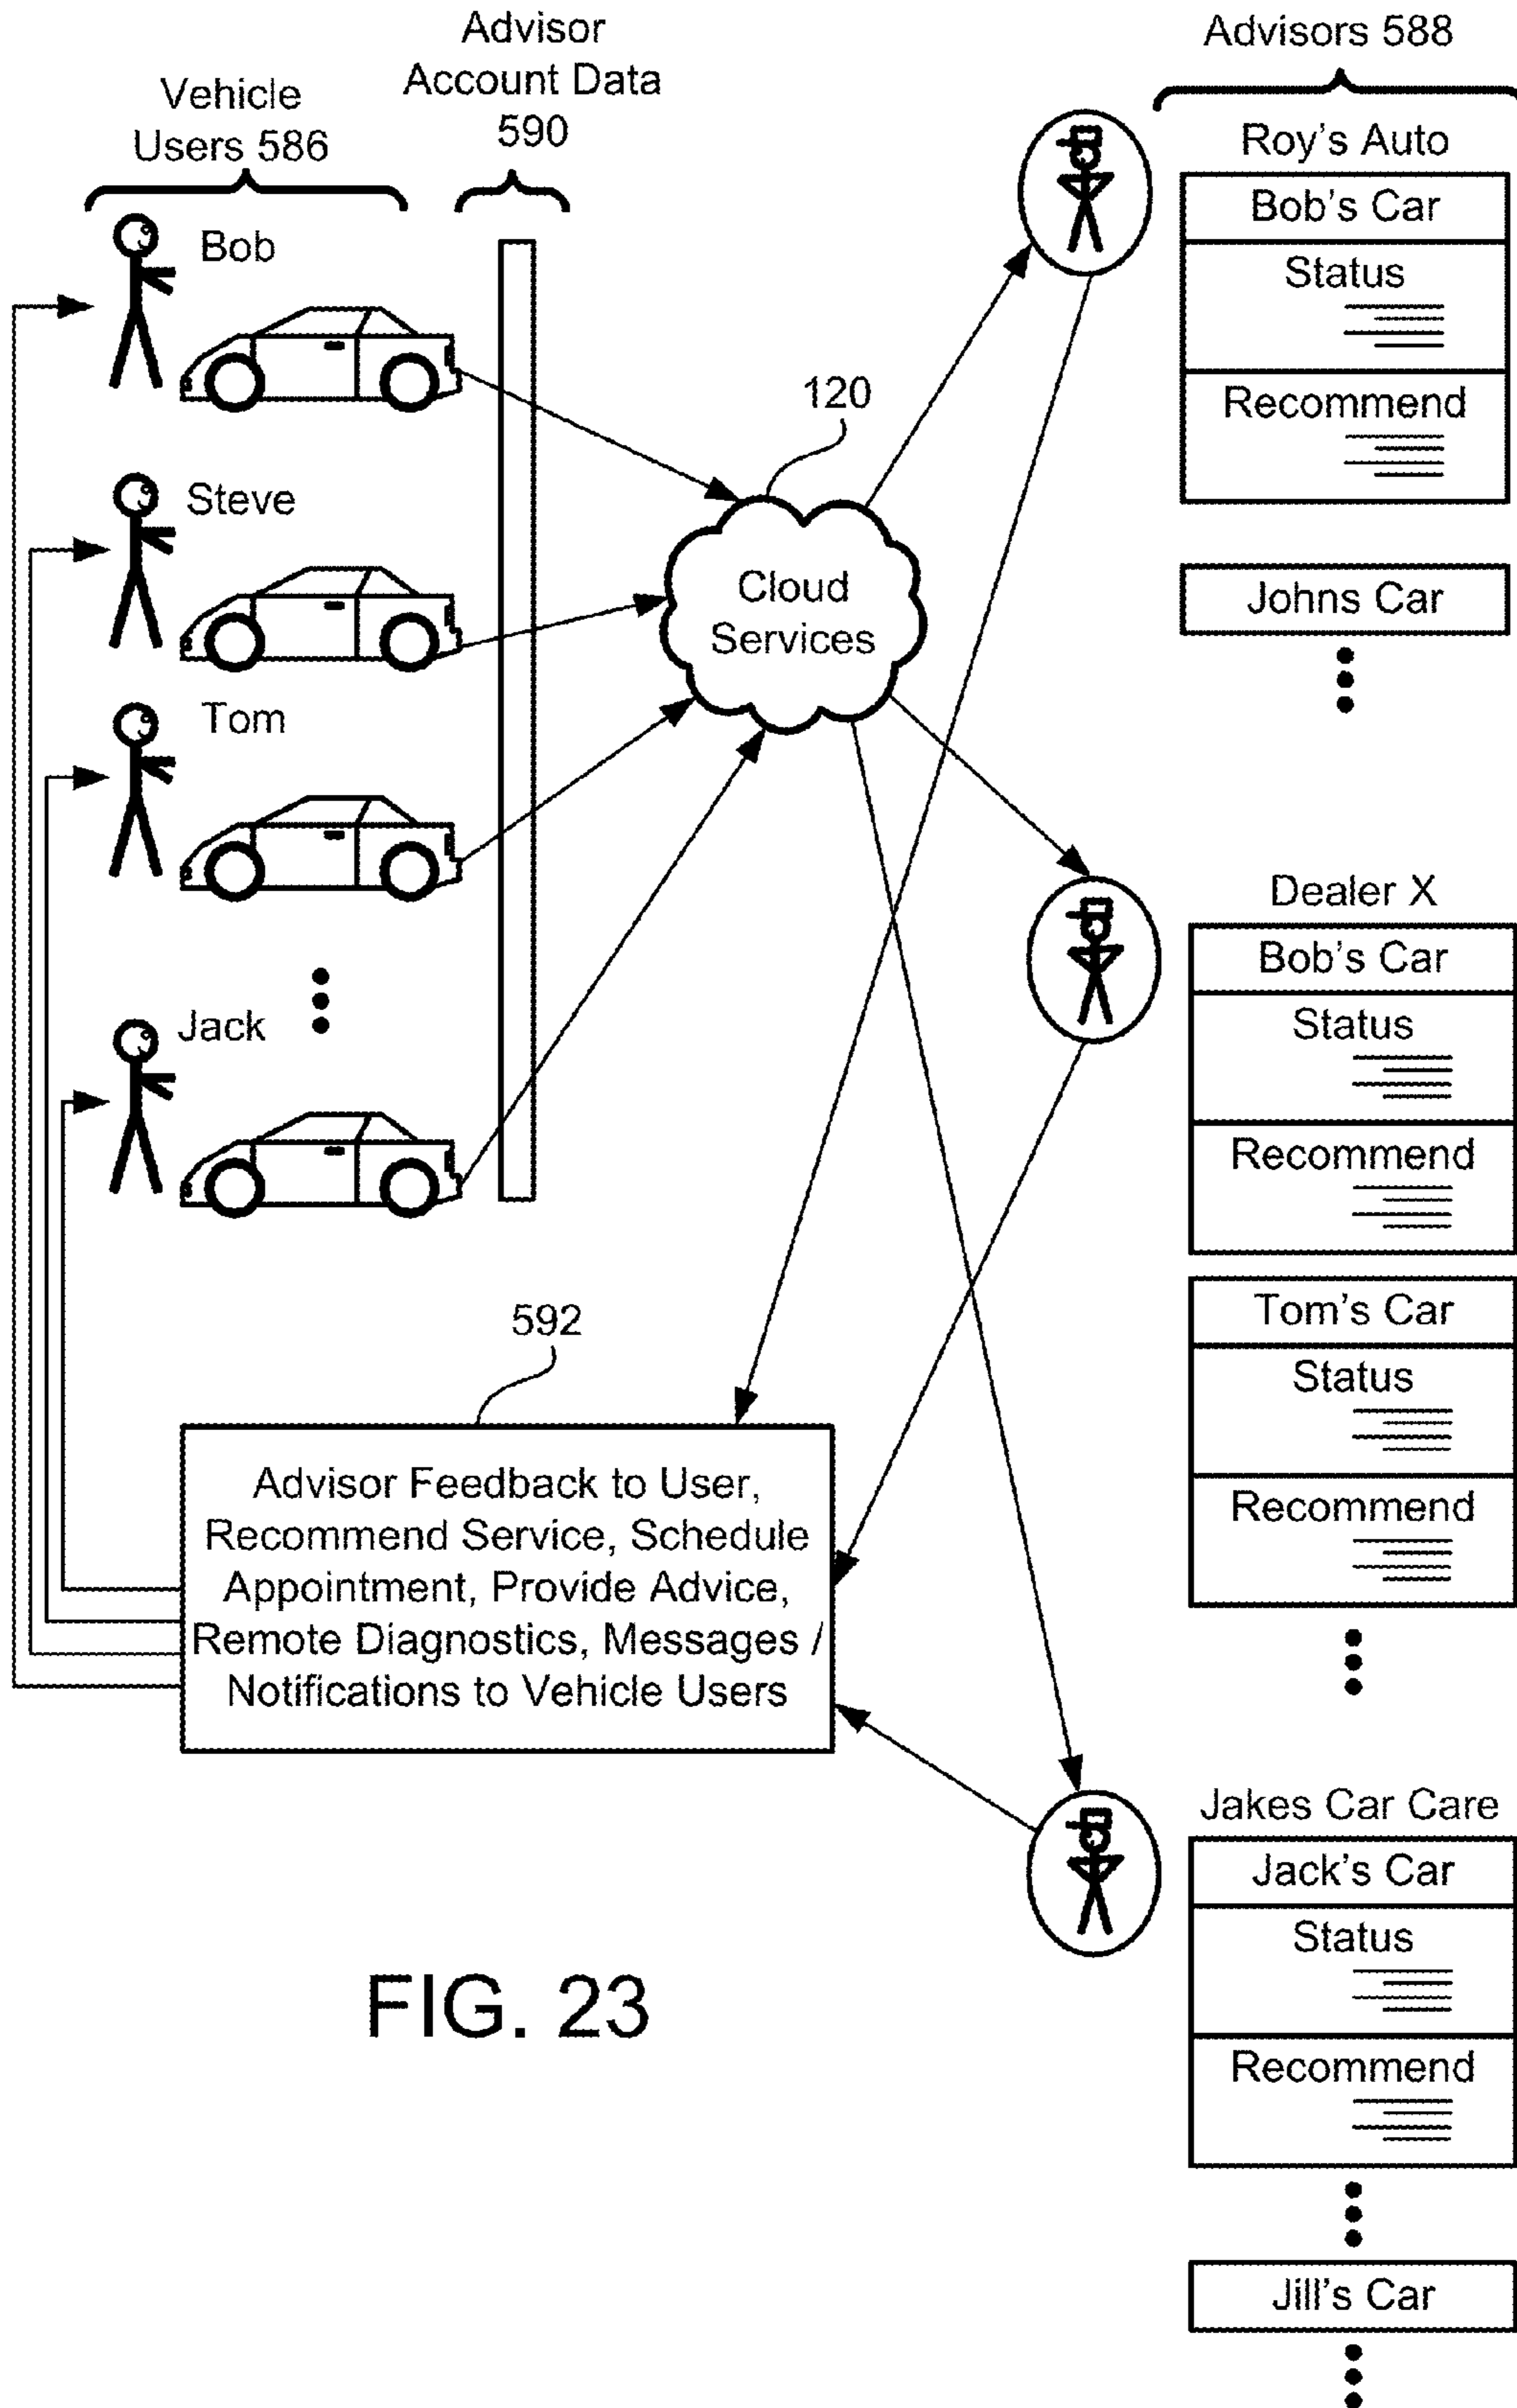 Advisor
Account Data
590
Vehicle
Users 586
Advisors 588
Bob
Steve
Tom
Jack
120
Cloud
Services
Roy's Auto
Bob's Car
Status
Recommend
Johns Car
Dealer X
Bob's Car
Status
Recommend
Tom's Car
Status
Recommend
Jakes Car Care
Jack's Car
Status
Recommend
Jill's Car
592
Advisor Feedback to User,
Recommend Service, Schedule
Appointment, Provide Advice,
Remote Diagnostics, Messages /
Notifications to Vehicle Users
FIG. 23